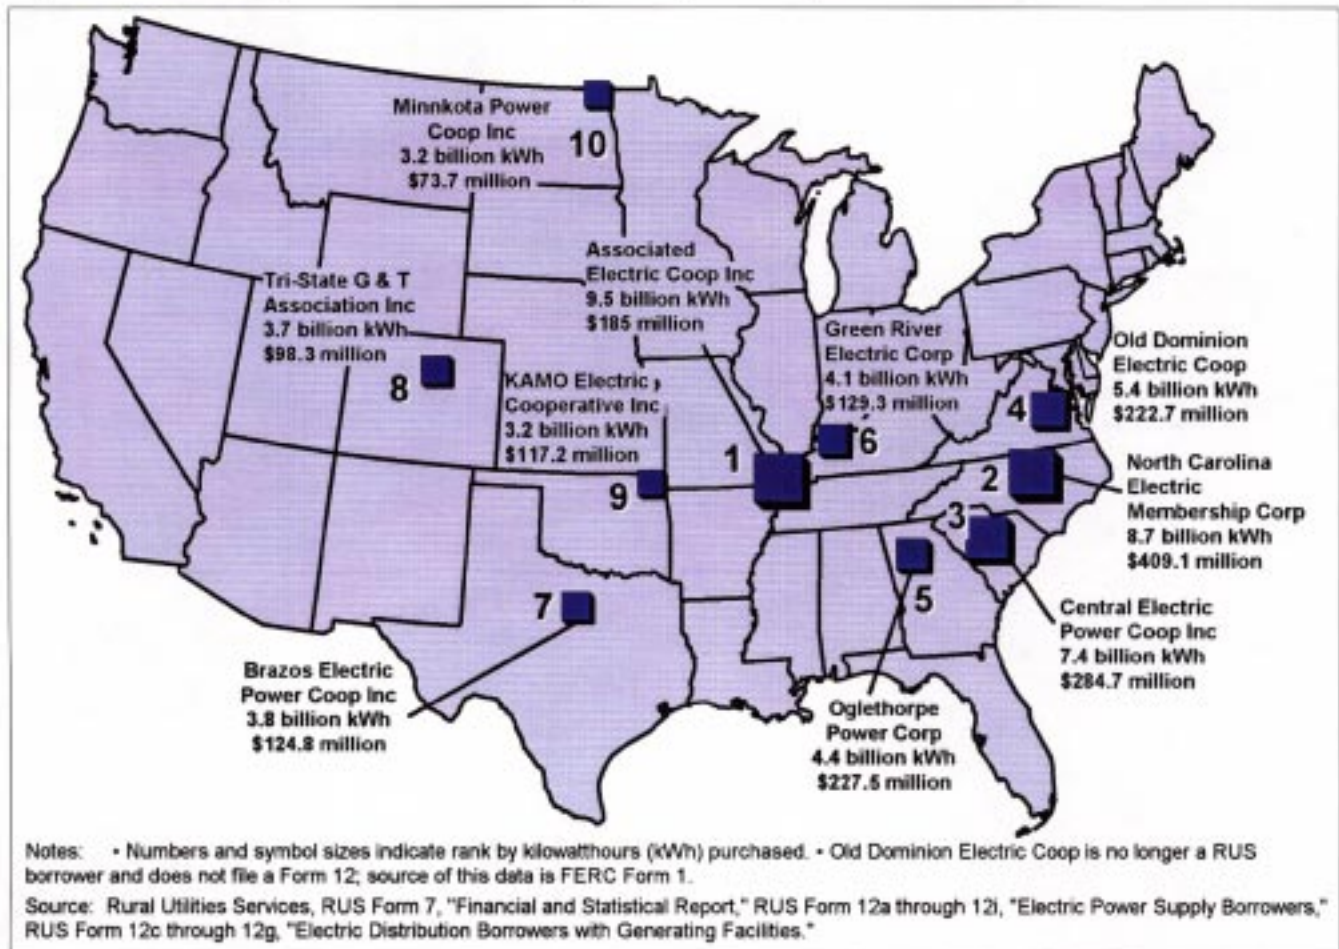 Minnkota Power
Coop Inc
3.2 billion kWh
$73.7 million
10
Associated
Electric Coop Inc
9.5 billion kWh
$185 million
1
Tri-State G & T
Association Inc
3.7 billion kWh
$98.3 million
8
KAMO Electric
Cooperative Inc
3.2 billion kWh
$117.2 million
9
Green River
Electric Corp
4.1 billion kWh
$129.3 million
6
Old Dominion
Electric Coop
5.4 billion kWh
$222.7 million
4
North Carolina
Electric
Membership Corp
8.7 billion kWh
$409.1 million
2
Central Electric
Power Coop Inc
7.4 billion kWh
$284.7 million
3
Oglethorpe
Power Corp
4.4 billion kWh
$227.5 million
5
Brazos Electric
Power Coop Inc
3.8 billion kWh
$124.8 million
7
Notes: • Numbers and symbol sizes indicate rank by kilowatthours (kWh) purchased. • Old Dominion Electric Coop is no longer a RUS
borrower and does not file a Form 12; source of this data is FERC Form 1.
Source: Rural Utilities Services, RUS Form 7, "Financial and Statistical Report," RUS Form 12a through 12i, "Electric Power Supply Borrowers,"
RUS Form 12c through 12g, "Electric Distribution Borrowers with Generating Facilities."